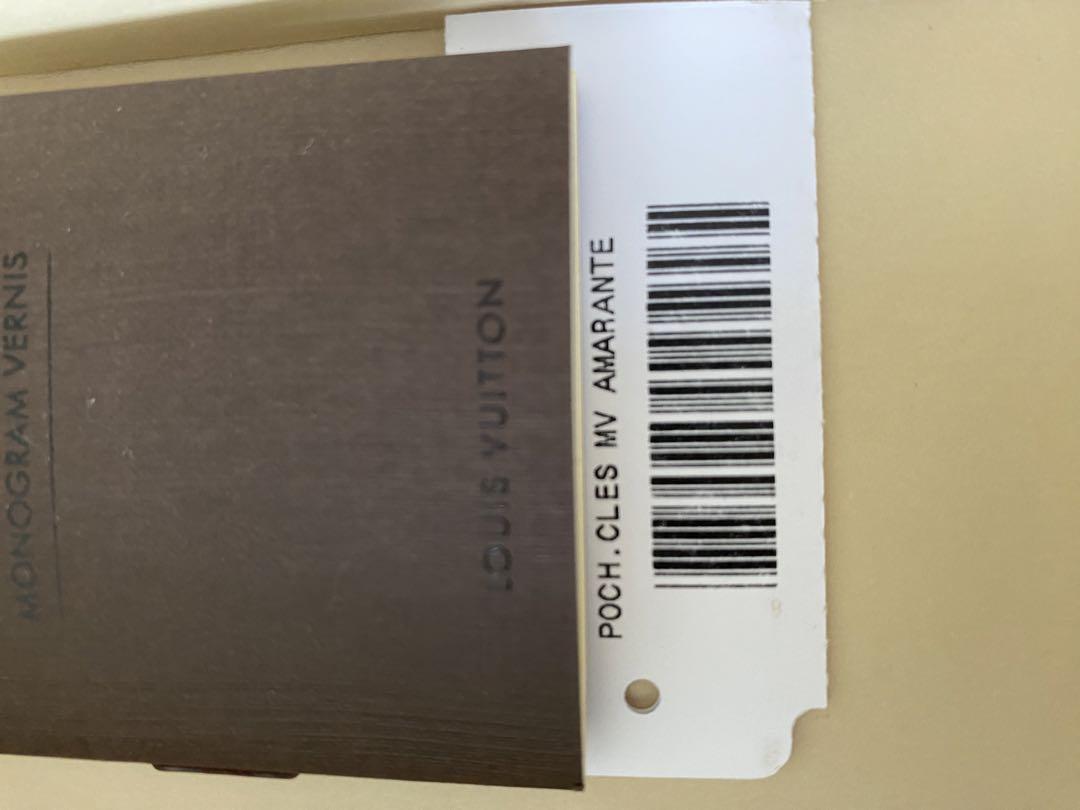 MONOGRAM VERNIS
LOUIS VUITTON
POCH.CLES MV AMARANTE